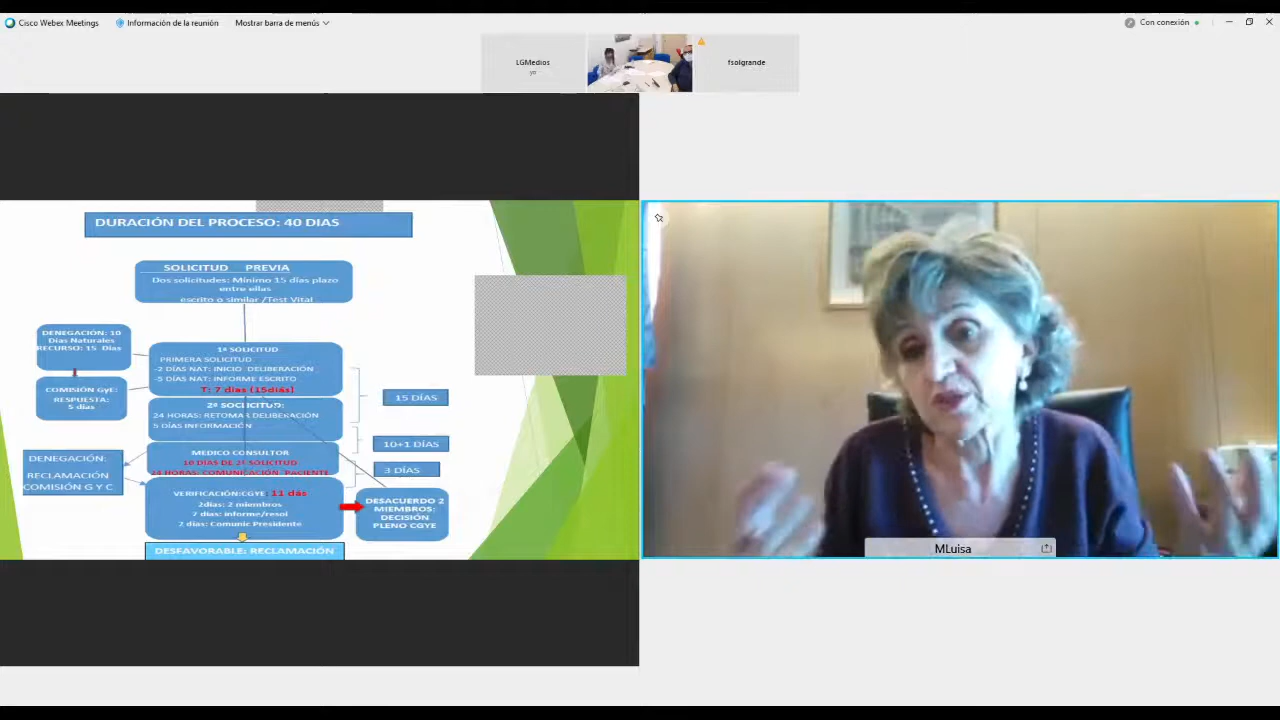 Cisco Webex Meetings
Información de la reunión
Mostrar barra de menús
Con conexión
LGMedios
yo
fsolgrande
DURACIÓN DEL PROCESO: 40 DIAS
SOLICITUD PREVIA
Dos solicitudes: Mínimo 15 días plazo
entre ellas
escrito o similar /Test Vital
DENEGACIÓN: 10
Días Naturales
RECURSO: 15 Días
COMISIÓN GyE:
RESPUESTA:
5 días
1ª SOLICITUD
PRIMERA SOLICITUD
-2 DÍAS NAT: INICIO DELIBERACIÓN
-5 DÍAS NAT: INFORME ESCRITO
T: 7 días (15días)
2ª SOLICITUD:
24 HORAS: RETOMAR DELIBERACIÓN
5 DÍAS INFORMACIÓN
15 DÍAS
10+1 DÍAS
3 DÍAS
MEDICO CONSULTOR
10 DÍAS DE 2ª SOLICITUD
24 HORAS: COMUNICACIÓN PACIENTE
DENEGACIÓN:
RECLAMACIÓN
COMISIÓN G Y C
VERIFICACIÓN:CGYE: 11 dás
2días: 2 miembros
7 días: informe/resol
2 días: Comunic Presidente
DESACUERDO 2
MIEMBROS:
DECISIÓN
PLENO CGYE
DESFAVORABLE: RECLAMACIÓN
MLuisa